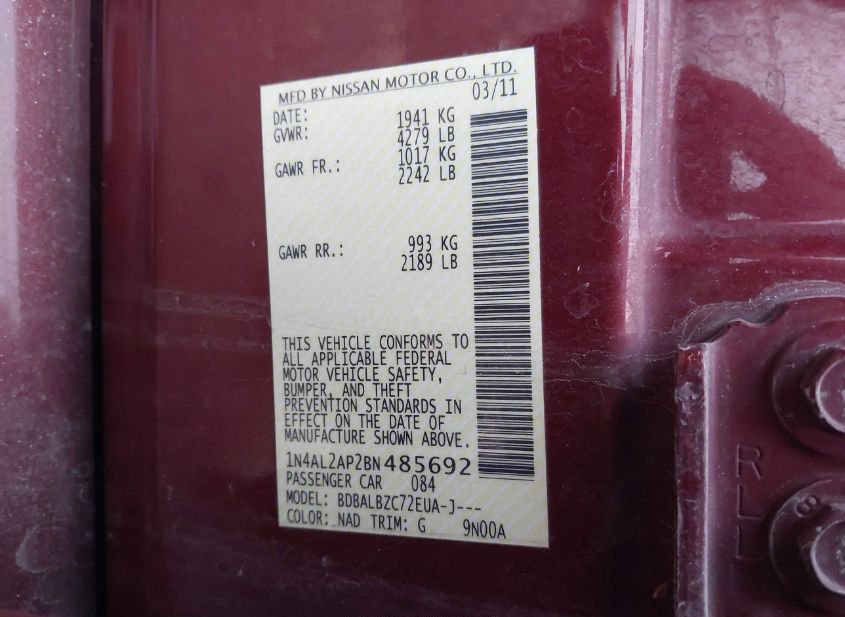 MFD BY NISSAN MOTOR CO., LTD.
DATE: 03/11
GVWR: 1941 KG
4279 LB
GAWR FR.: 1017 KG
2242 LB
GAWR RR.: 993 KG
2189 LB
THIS VEHICLE CONFORMS TO
ALL APPLICABLE FEDERAL
MOTOR VEHICLE SAFETY,
BUMPER, AND THEFT
PREVENTION STANDARDS IN
EFFECT ON THE DATE OF
MANUFACTURE SHOWN ABOVE.
1N4AL2AP2BN485692
PASSENGER CAR 084
MODEL: BDBALBZC72EUA-J---
COLOR: NAD TRIM: G 9N00A
RLL
8